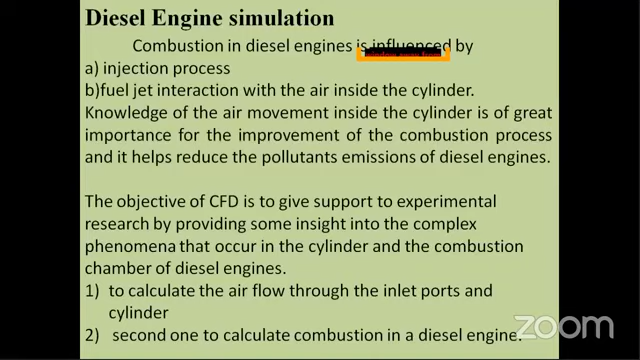 Diesel Engine simulation
Combustion in diesel engines is influenced by
a) injection process
b)fuel jet interaction with the air inside the cylinder.
Knowledge of the air movement inside the cylinder is of great
importance for the improvement of the combustion process
and it helps reduce the pollutants emissions of diesel engines.
The objective of CFD is to give support to experimental
research by providing some insight into the complex
phenomena that occur in the cylinder and the combustion
chamber of diesel engines.
1) to calculate the air flow through the inlet ports and
cylinder
2) second one to calculate combustion in a diesel engine.
zoom